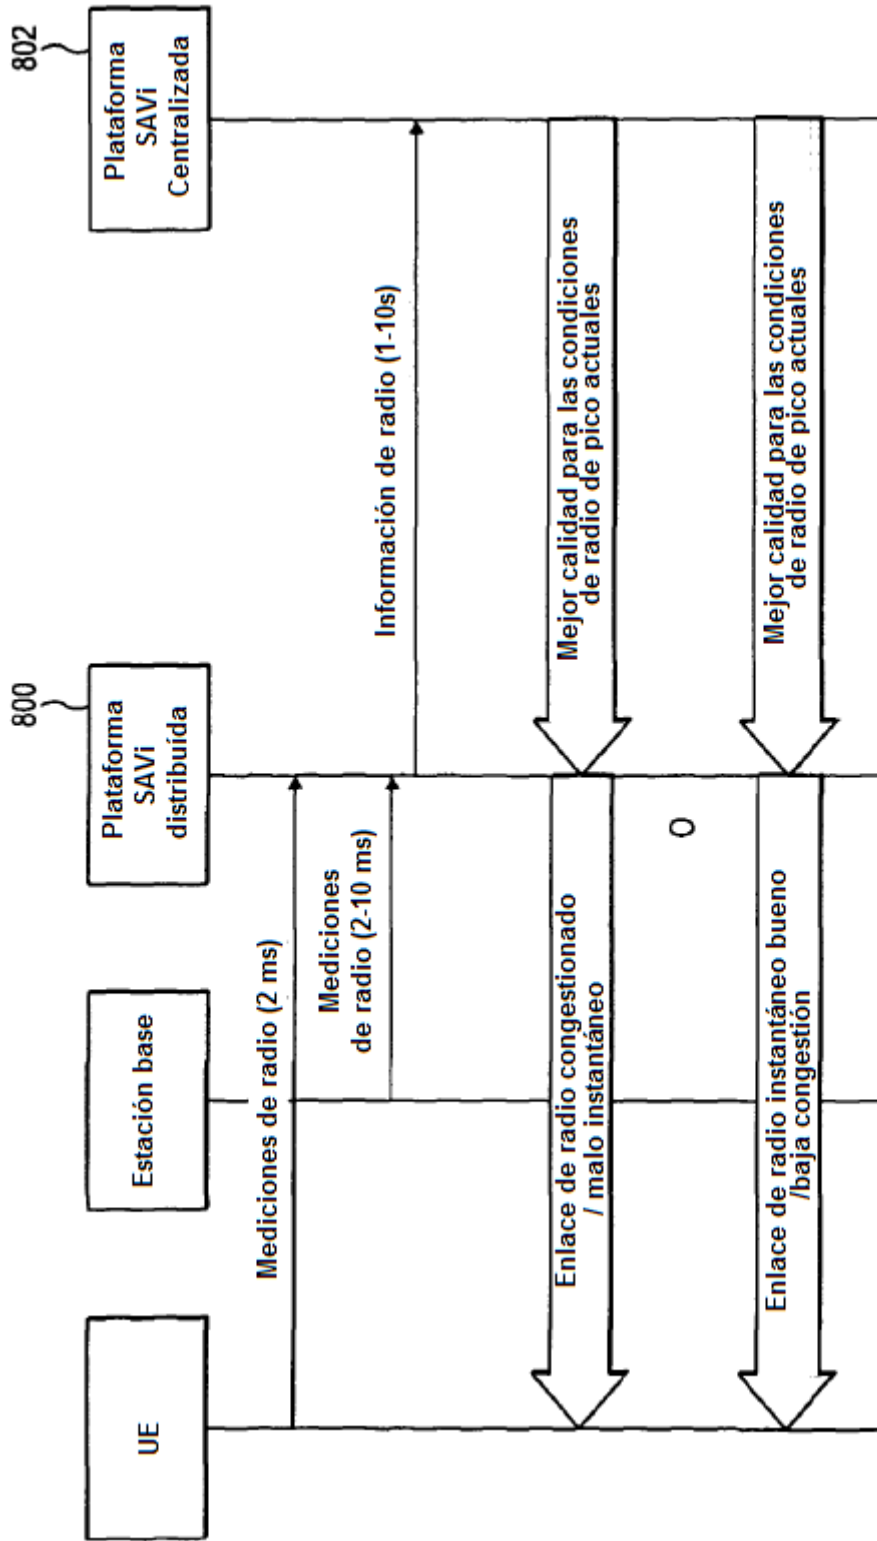 UE
Estación base
800
Plataforma
SAVi
distribuída
802
Plataforma
SAVi
Centralizada
Mediciones de radio (2 ms)
Mediciones
de radio (2-10 ms)
Información de radio (1-10s)
Enlace de radio congestionado
/ malo instantáneo
Mejor calidad para las condiciones
de radio de pico actuales
O
Enlace de radio instantáneo bueno
/baja congestión
Mejor calidad para las condiciones
de radio de pico actuales